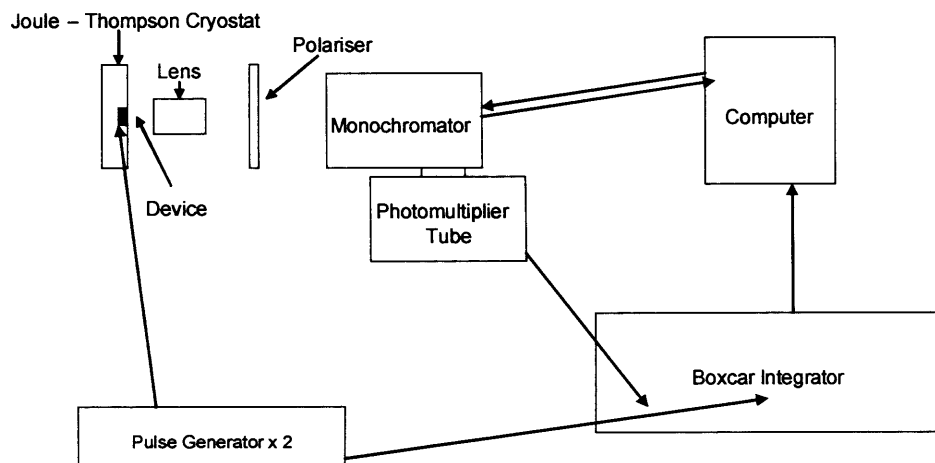 Joule – Thompson Cryostat
Polariser
Lens
Monochromator
Computer
Device
Photomultiplier
Tube
Boxcar Integrator
Pulse Generator x 2